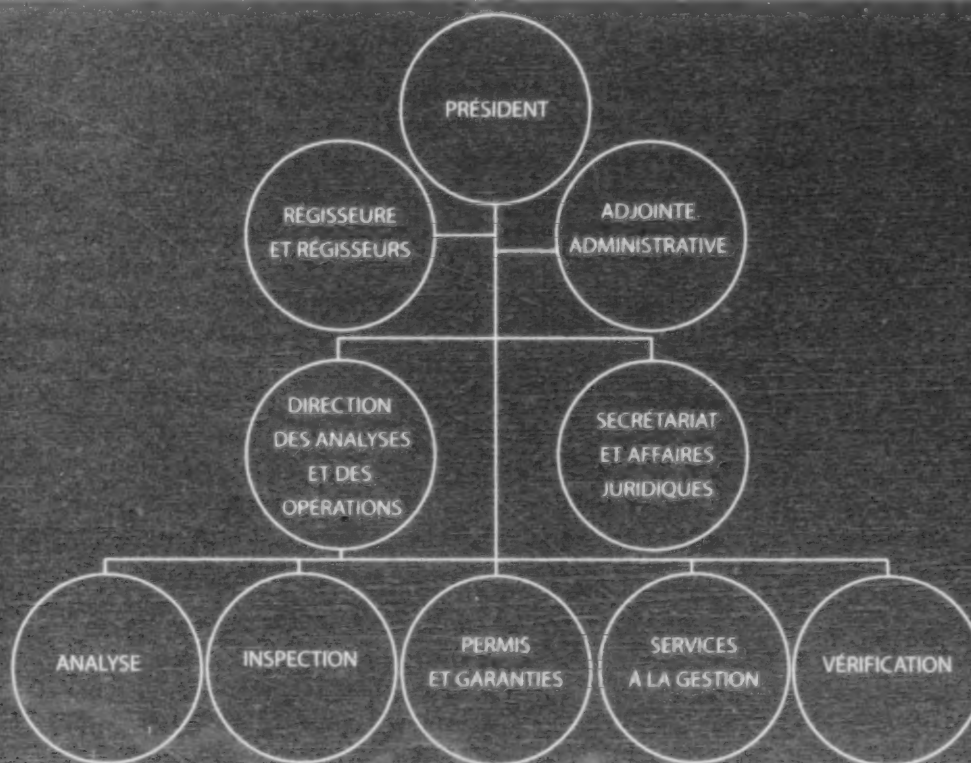 PRÉSIDENT
RÉGISSEURE
ET RÉGISSEURS
ADJOINTE
ADMINISTRATIVE
DIRECTION
DES ANALYSES
ET DES
OPÉRATIONS
SECRÉTARIAT
ET AFFAIRES
JURIDIQUES
ANALYSE
INSPECTION
PERMIS
ET GARANTIES
SERVICES
À LA GESTION
VÉRIFICATION